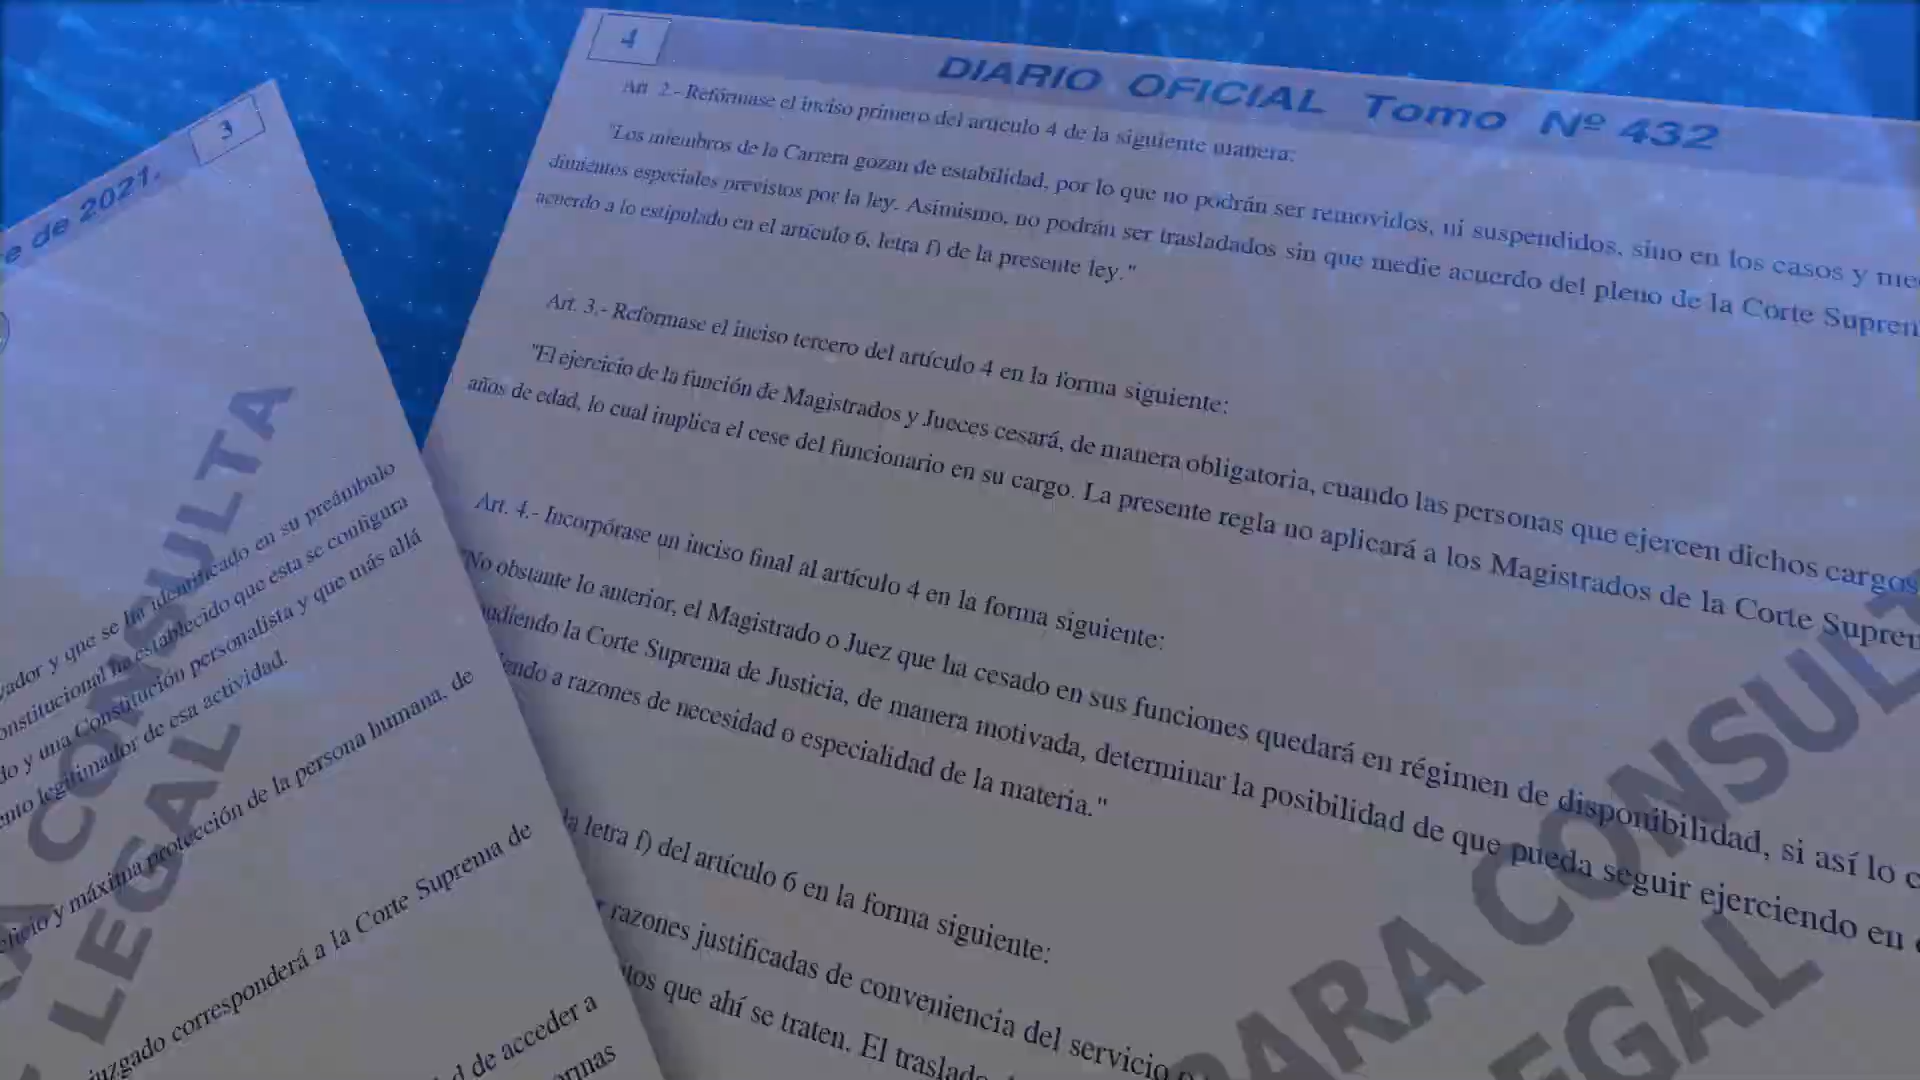 3
e de 2021.
vador y que se ha identificado en su preámbulo
onstitucional ha establecido que ésta se configura
do y una Constitución personalista y que más allá
ento legitimador de esa actividad.
eficio y máxima protección de la persona humana, de
uzgado corresponderá a la Corte Suprema de
d de acceder a
ormas
A CONSULTA
LEGAL
4
DIARIO OFICIAL Tomo Nº 432
Art 2.- Refórmase el inciso primero del artículo 4 de la siguiente manera:
"Los miembros de la Carrera gozan de estabilidad, por lo que no podrán ser removidos, ni suspendidos, sino en los casos y me
dimientos especiales previstos por la ley. Asimismo, no podrán ser trasladados sin que medie acuerdo del pleno de la Corte Suprem
acuerdo a lo estipulado en el artículo 6, letra f) de la presente ley."
Art. 3.- Refórmase el inciso tercero del artículo 4 en la forma siguiente:
"El ejercicio de la función de Magistrados y Jueces cesará, de manera obligatoria, cuando las personas que ejercen dichos cargos
años de edad, lo cual implica el cese del funcionario en su cargo. La presente regla no aplicará a los Magistrados de la Corte Suprem
Art. 4.- Incorpórase un inciso final al artículo 4 en la forma siguiente:
"No obstante lo anterior, el Magistrado o Juez que ha cesado en sus funciones quedará en régimen de disponibilidad, si así lo c
udiendo la Corte Suprema de Justicia, de manera motivada, determinar la posibilidad de que pueda seguir ejerciendo en
endo a razones de necesidad o especialidad de la materia."
la letra f) del artículo 6 en la forma siguiente:
r razones justificadas de conveniencia del servicio
itos que ahí se traten. El traslad
PARA CONSULT
EGAL